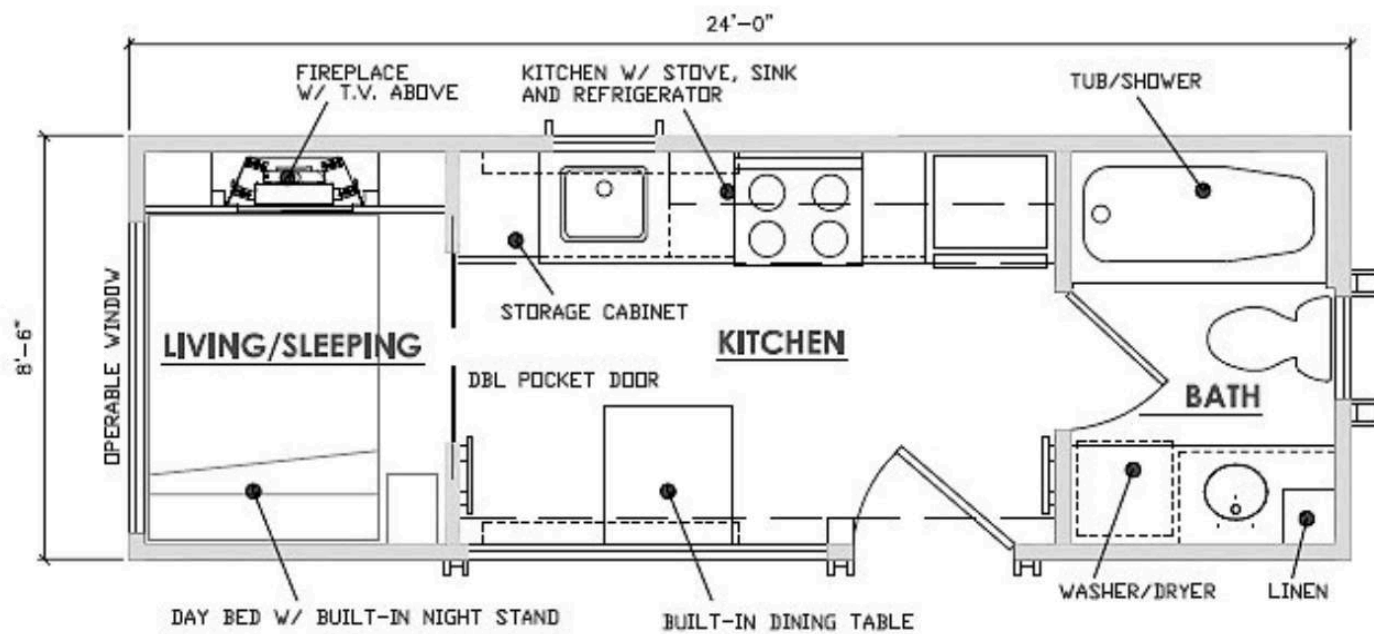 24'-0"
FIREPLACE
W/ T.V. ABOVE
KITCHEN W/ STOVE, SINK
AND REFRIGERATOR
TUB/SHOWER
8'-6"
OPERABLE WINDOW
STORAGE CABINET
LIVING/SLEEPING
KITCHEN
DBL POCKET DOOR
BATH
WASHER/DRYER
LINEN
DAY BED W/ BUILT-IN NIGHT STAND
BUILT-IN DINING TABLE